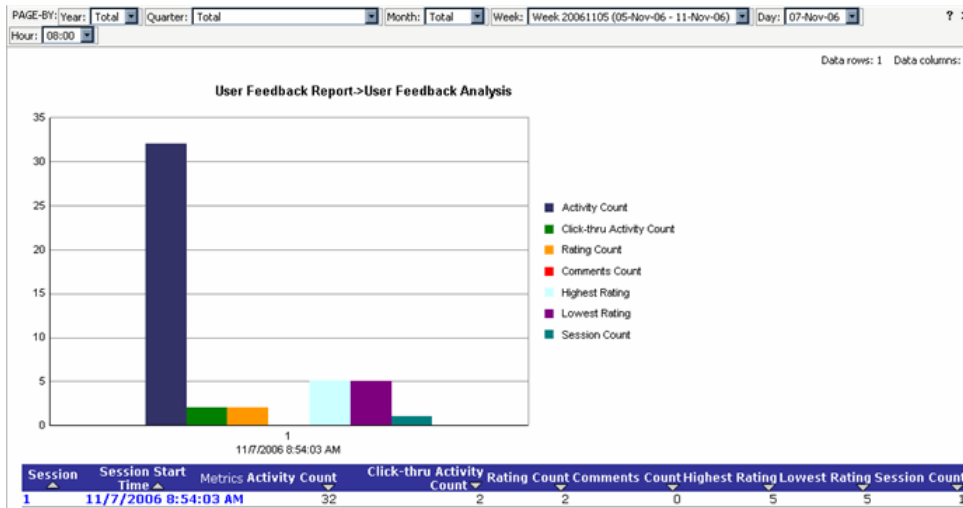 PAGE-BY: Year: Total Quarter: Total Month: Total Week: Week 20061105 (05-Nov-06 - 11-Nov-06) Day: 07-Nov-06 ?
Hour: 08:00
Data rows: 1 Data columns:
User Feedback Report->User Feedback Analysis
35
30
25
20
15
10
5
0
1
11/7/2006 8:54:03 AM
Activity Count
Click-thru Activity Count
Rating Count
Comments Count
Highest Rating
Lowest Rating
Session Count
Session Session Start Time Metrics Activity Count Click-thru Activity Count Rating Count Comments Count Highest Rating Lowest Rating Session Count
1 11/7/2006 8:54:03 AM 32 2 2 0 5 5 1